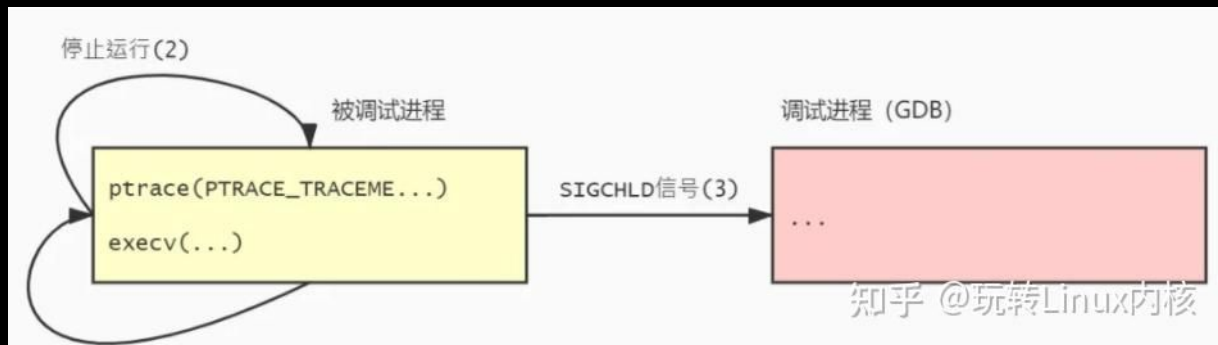 停止运行(2)
被调试进程
调试进程 (GDB)
ptrace(PTRACE_TRACEME...)
execv(...)
SIGCHLD信号(3)
...
知乎 @玩转Linux内核